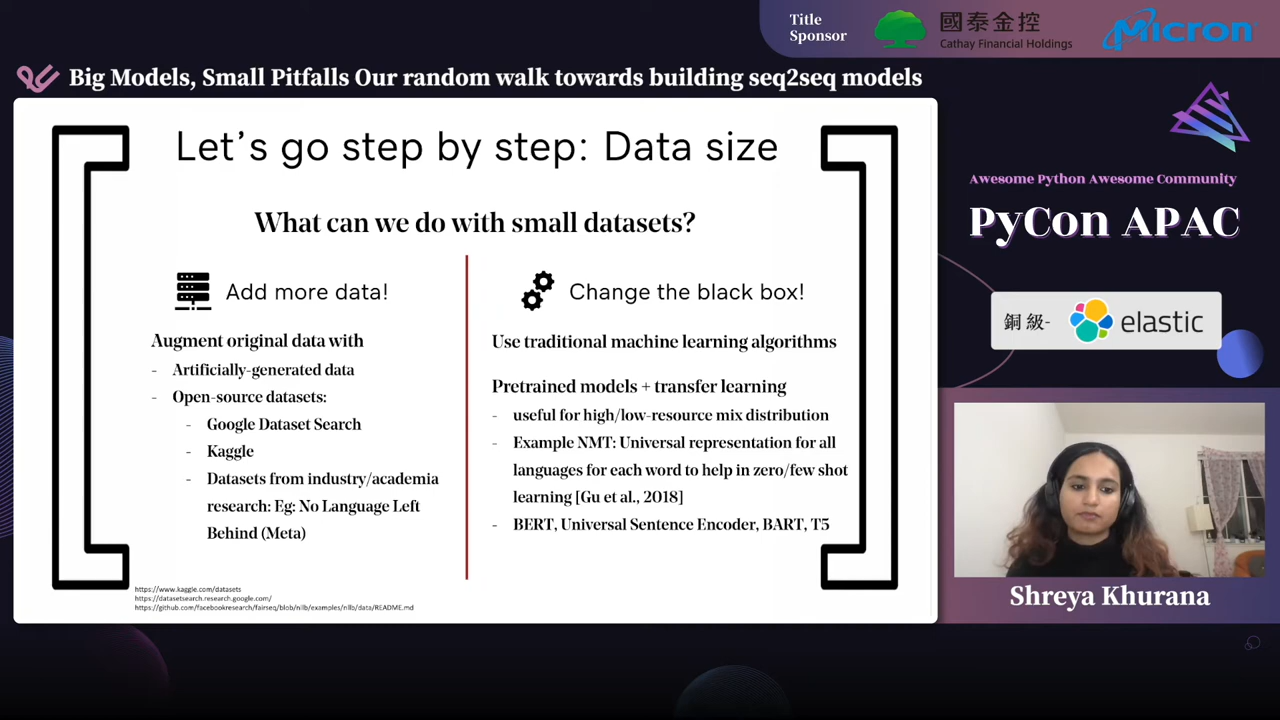 Title
Sponsor
國泰金控
Cathay Financial Holdings
Micron
Big Models, Small Pitfalls Our random walk towards building seq2seq models
Let's go step by step: Data size
What can we do with small datasets?
Add more data!
Augment original data with
- Artificially-generated data
- Open-source datasets:
- Google Dataset Search
- Kaggle
- Datasets from industry/academia
research: Eg: No Language Left
Behind (Meta)
Change the black box!
Use traditional machine learning algorithms
Pretrained models + transfer learning
- useful for high/low-resource mix distribution
- Example NMT: Universal representation for all
languages for each word to help in zero/few shot
learning [Gu et al., 2018]
- BERT, Universal Sentence Encoder, BART, T5
https://www.kaggle.com/datasets
https://datasetsearch.research.google.com/
https://github.com/facebookresearch/fairseq/blob/nllb/examples/nllb/data/README.md
Awesome Python Awesome Community
PyCon APAC
銅級- elastic
Shreya Khurana